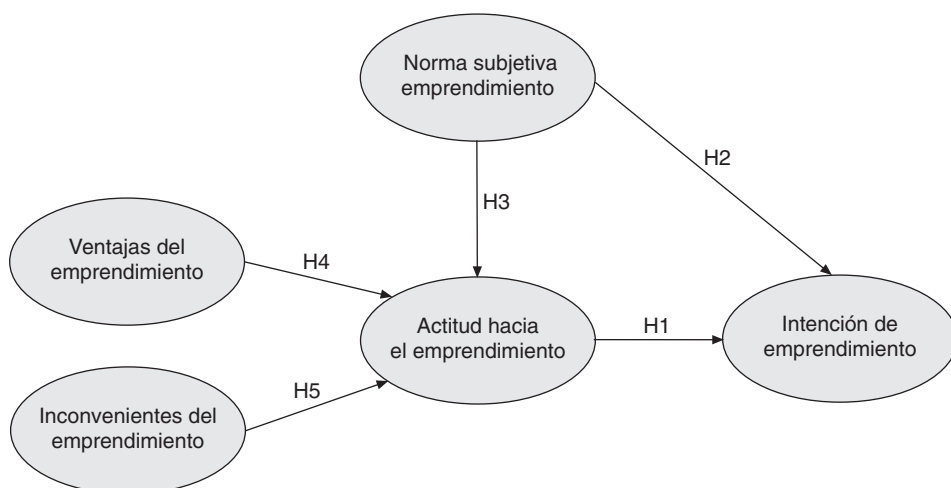 Norma subjetiva
emprendimiento
H2
H3
Ventajas del
emprendimiento
H4
Actitud hacia
el emprendimiento
H1
Intención de
emprendimiento
H5
Inconvenientes del
emprendimiento